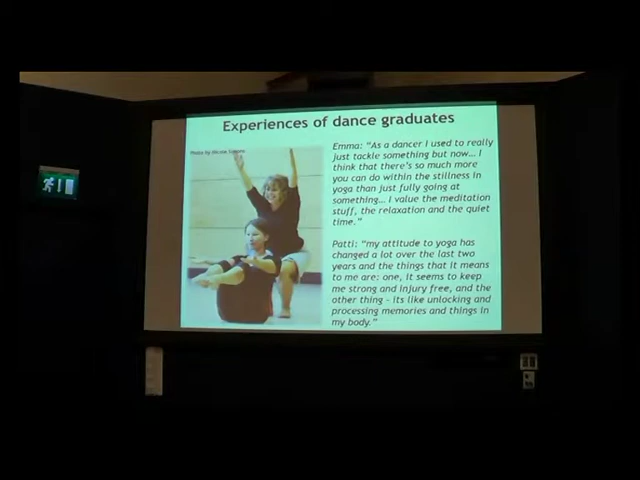 Experiences of dance graduates
Photo by Nicole
Emma: "As a dancer I used to really
just tackle something but now… I
think that there's so much more
you can do within the stillness in
yoga than just fully going at
something… I value the meditation
stuff, the relaxation and the quiet
time."
Patti: "my attitude to yoga has
changed a lot over the last two
years and the things that it means
to me are: one, it seems to keep
me strong and injury free, and the
other thing – its like unlocking and
processing memories and things in
my body."